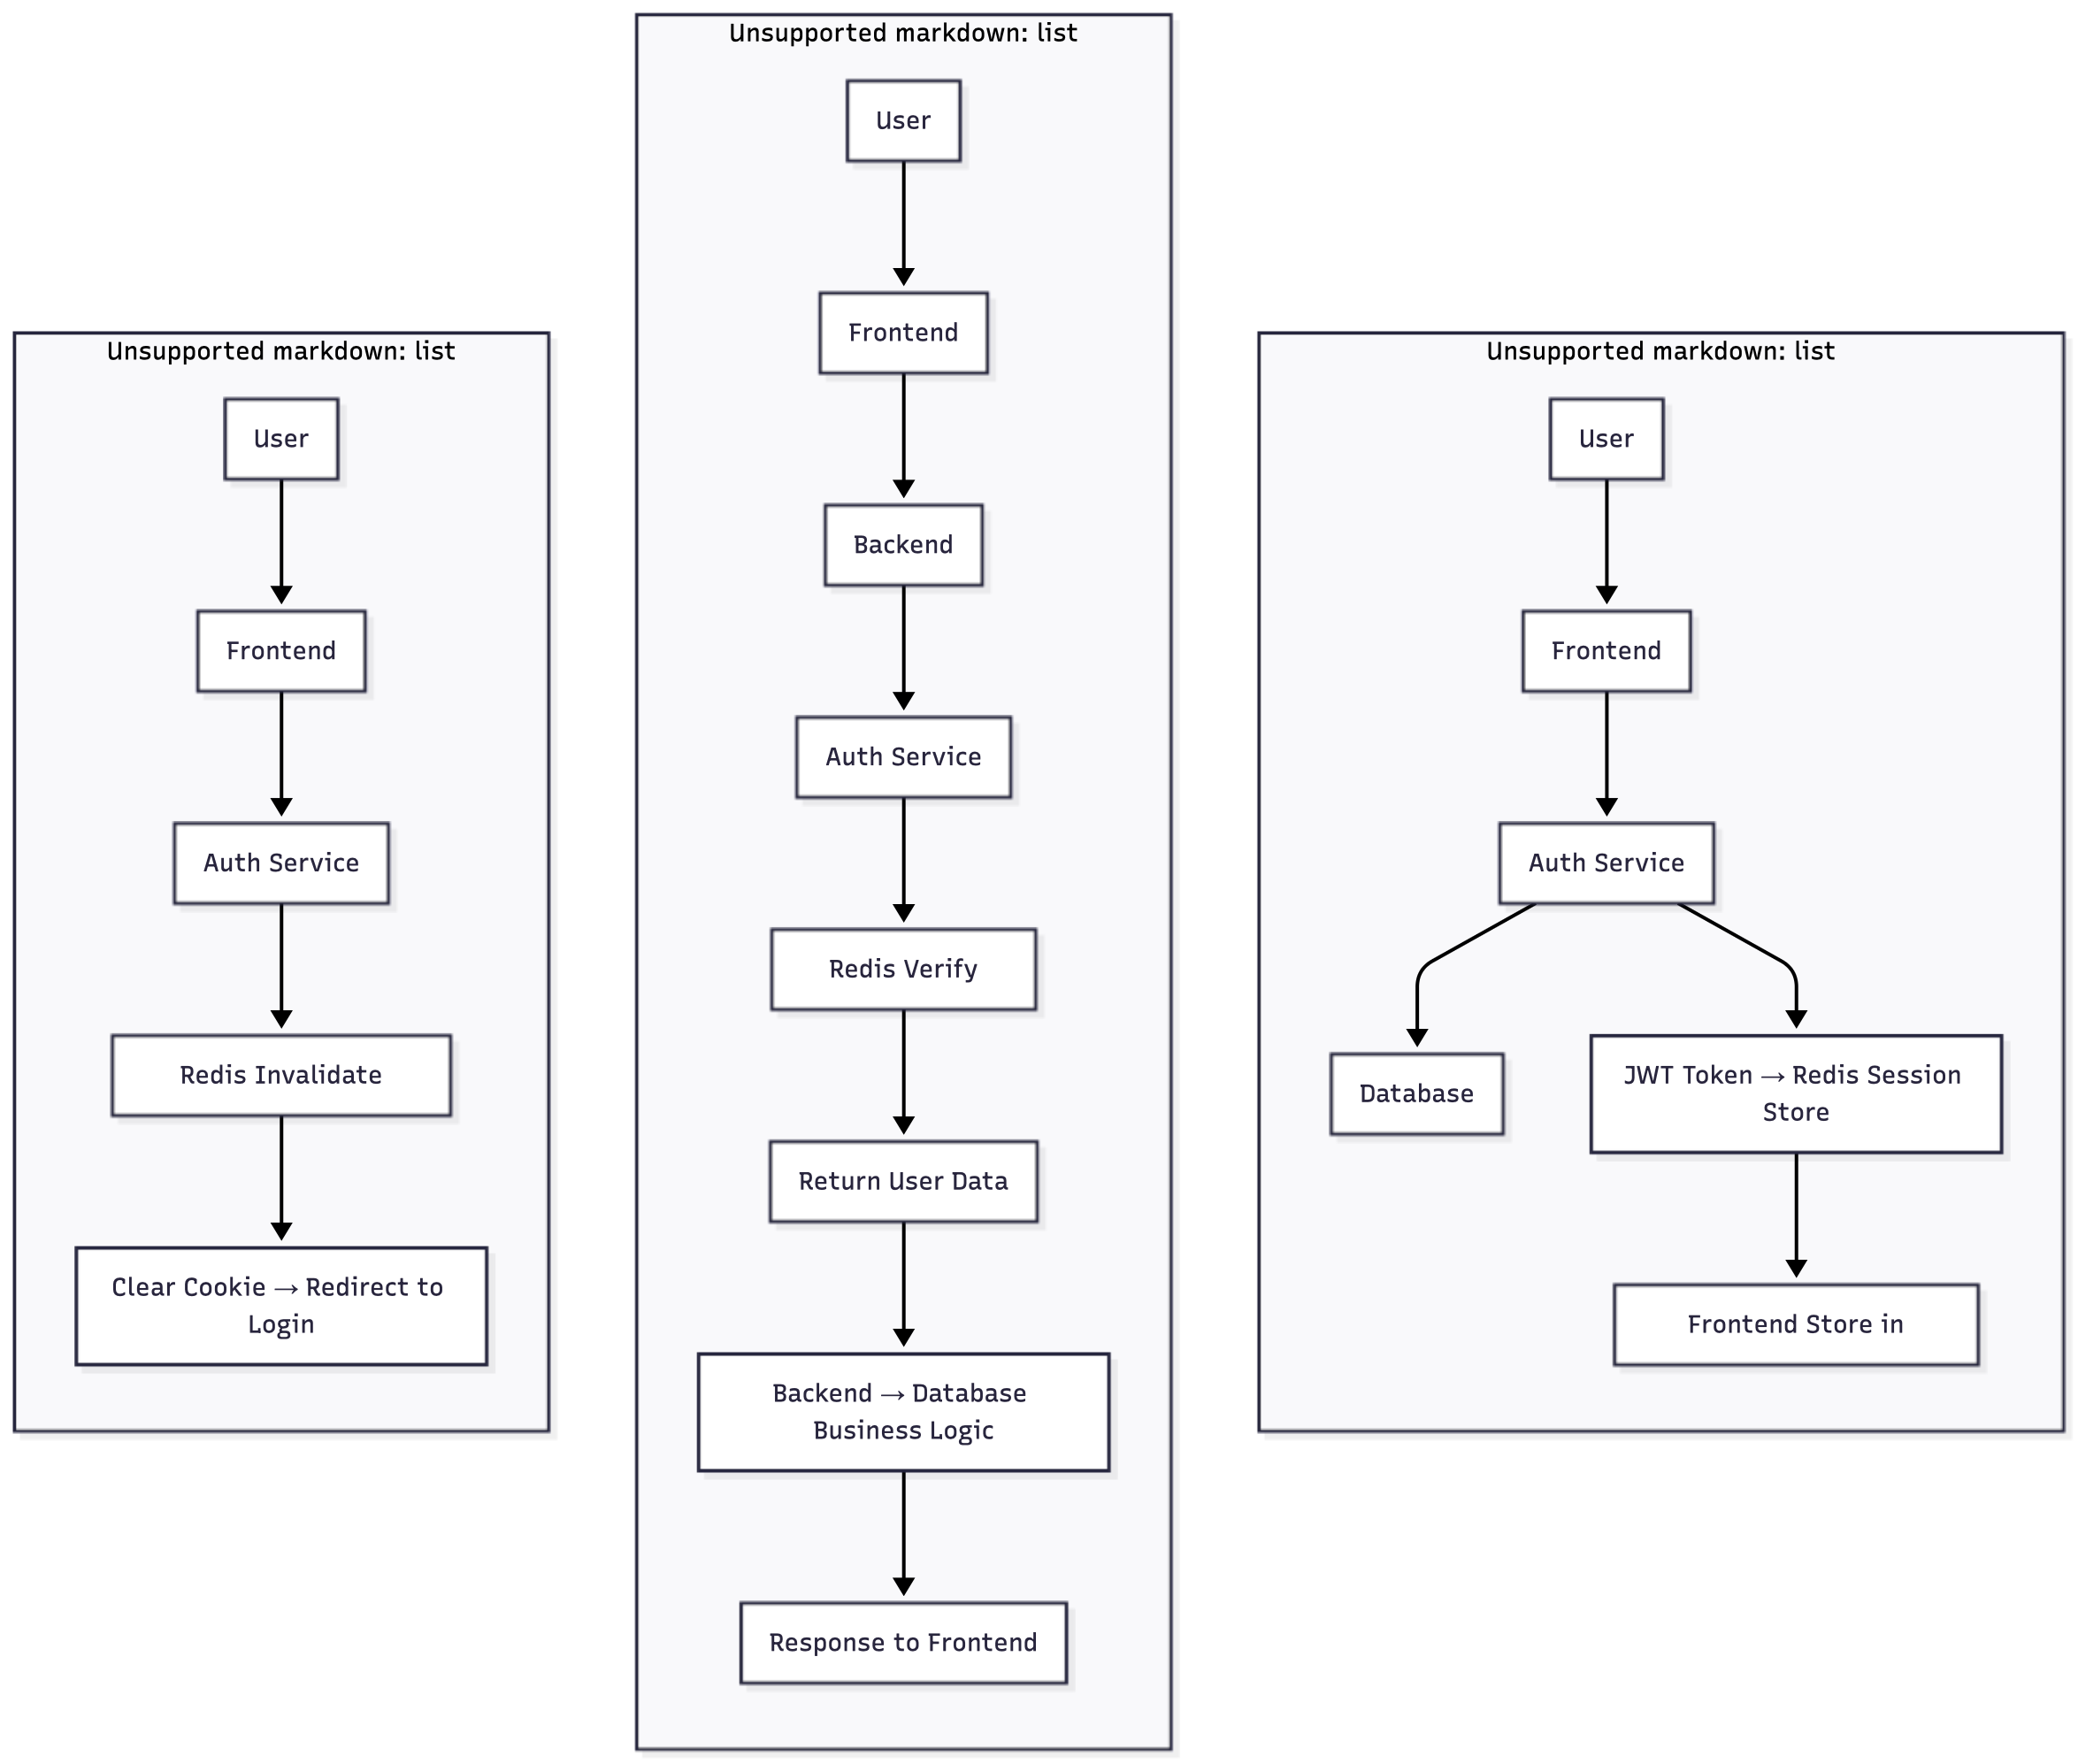 Unsupported markdown: list
User
Frontend
Auth Service
Redis Invalidate
Clear Cookie → Redirect to
Login
Unsupported markdown: list
User
Frontend
Backend
Auth Service
Redis Verify
Return User Data
Backend → Database
Business Logic
Response to Frontend
Unsupported markdown: list
User
Frontend
Auth Service
Database
JWT Token → Redis Session
Store
Frontend Store in